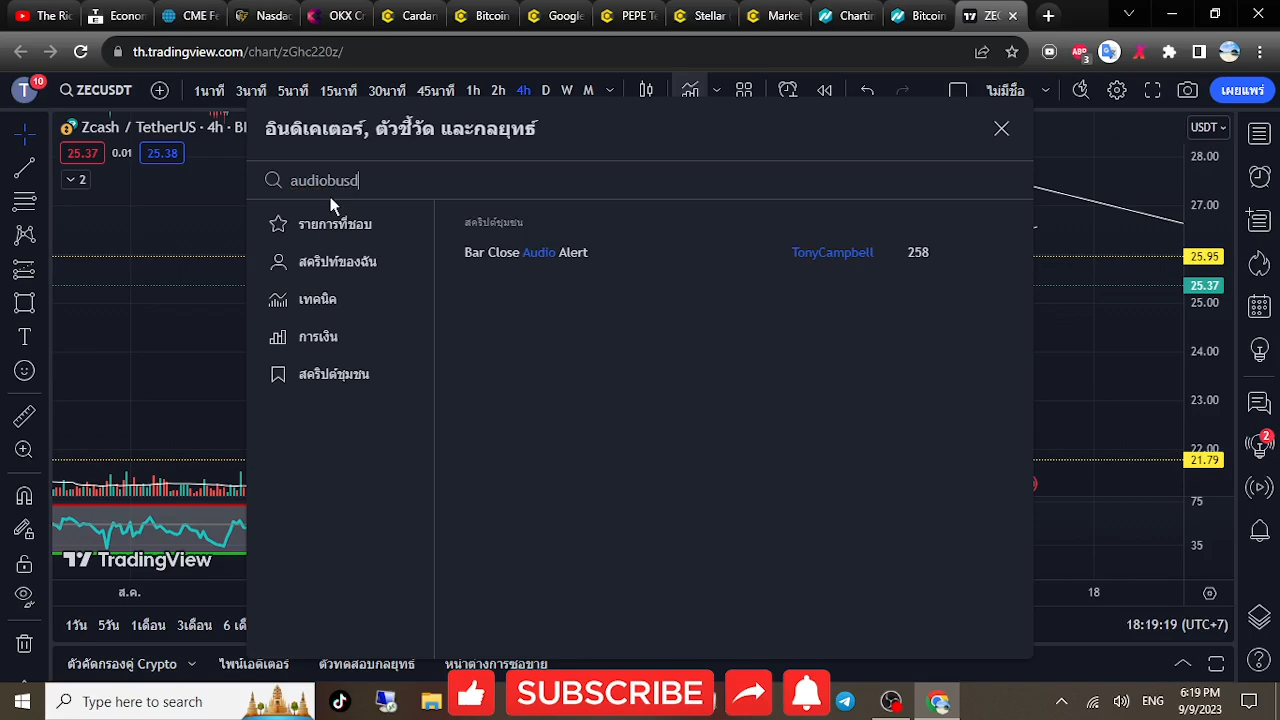 The Ri
Econom
CME F
Nasda
OKX C
Cardan
Bitcoin
Google
PEPE Te
Stellar (
Market
Chartin
Bitcoin
ZEC
th.tradingview.com/chart/zGhc220z/
3
T 10 ZECUSDT 1นาที 3นาที 5นาที 15นาที 30นาที 45นาที 1h 2h 4h D W M ไม่มีชื่อ เผยแพร่
Zcash / TetherUS · 4h · BI
25.37 0.01 25.38
2
อินดิเคเตอร์, ตัวชี้วัด และกลยุทธ์
audiobusd
รายการที่ชอบ
สคริปท์ของฉัน
เทคนิค
การเงิน
สคริปต์ชุมชน
สคริปต์ชุมชน
Bar Close Audio Alert TonyCampbell 258
USDT
28.00
27.00
25.95
25.37
25.00
24.00
23.00
22.00
21.79
75
35
2
TradingView
ส.ค.
18
1วัน 5วัน 1เดือน 3เดือน 6 เดื
18:19:19 (UTC+7)
ตัวคัดกรองคู่ Crypto ไพน์เอดิเตอร์ ตัวทดสอบกลยุทธ์ หน้าต่างการซื้อขาย
SUBSCRIBE
Type here to search
ENG
6:19 PM
9/9/2023